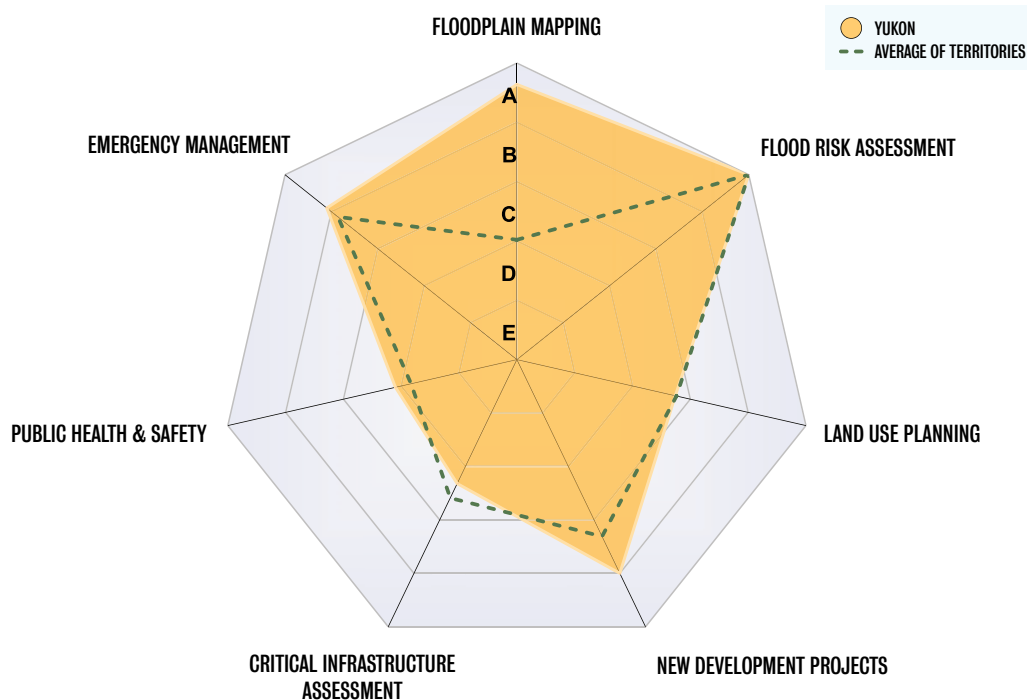 FLOODPLAIN MAPPING
YUKON
AVERAGE OF TERRITORIES
A
EMERGENCY MANAGEMENT
FLOOD RISK ASSESSMENT
B
C
D
E
PUBLIC HEALTH & SAFETY
LAND USE PLANNING
CRITICAL INFRASTRUCTURE
ASSESSMENT
NEW DEVELOPMENT PROJECTS